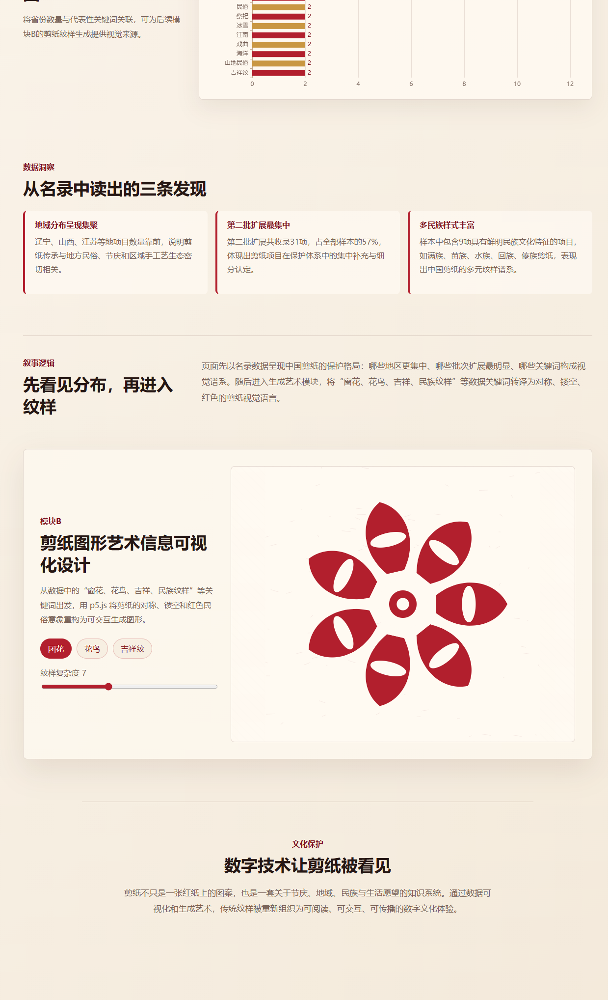 将省份数量与代表性关键词关联，可为后续模
块B的剪纸纹样生成提供视觉来源。
民俗 2
祭祀 2
冰雪 2
江南 2
戏曲 2
海洋 2
山地民俗 2
吉祥纹 2
0 2 4 6 8 10 12
数据洞察
从名录中读出的三条发现
地域分布呈现集聚
辽宁、山西、江苏等地项目数量靠前，说明剪
纸传承与地方民俗、节庆和区域手工艺生态密
切相关。
第二批扩展最集中
第二批扩展共收录31项，占全部样本的57%，
体现出剪纸项目在保护体系中的集中补充与细
分认定。
多民族样式丰富
样本中包含9项具有鲜明民族文化特征的项目，
如满族、苗族、水族、回族、傣族剪纸，表现
出中国剪纸的多元纹样谱系。
叙事逻辑
先看见分布，再进入
纹样
页面先以名录数据呈现中国剪纸的保护格局：哪些地区更集中、哪些批次扩展最明显、哪些关键词构成视
觉谱系。随后进入生成艺术模块，将“窗花、花鸟、吉祥、民族纹样”等数据关键词转译为对称、镂空、
红色的剪纸视觉语言。
模块B
剪纸图形艺术信息可视
化设计
从数据中的“窗花、花鸟、吉祥、民族纹样”等关
键词出发，用 p5.js 将剪纸的对称、镂空和红色民
俗意象重构为可交互生成图形。
团花 花鸟 吉祥纹
纹样复杂度 7
文化保护
数字技术让剪纸被看见
剪纸不只是一张红纸上的图案，也是一套关于节庆、地域、民族与生活愿望的知识系统。通过数据可
视化和生成艺术，传统纹样被重新组织为可阅读、可交互、可传播的数字文化体验。